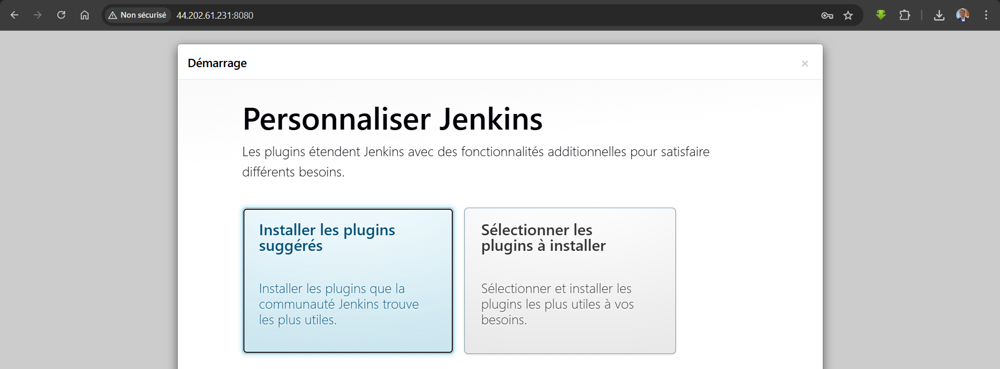 Non sécurisé 44.202.61.231:8080
Démarrage ×
Personnaliser Jenkins
Les plugins étendent Jenkins avec des fonctionnalités additionnelles pour satisfaire
différents besoins.
Installer les plugins
suggérés
Installer les plugins que la
communauté Jenkins trouve
les plus utiles.
Sélectionner les
plugins à installer
Sélectionner et installer les
plugins les plus utiles à vos
besoins.